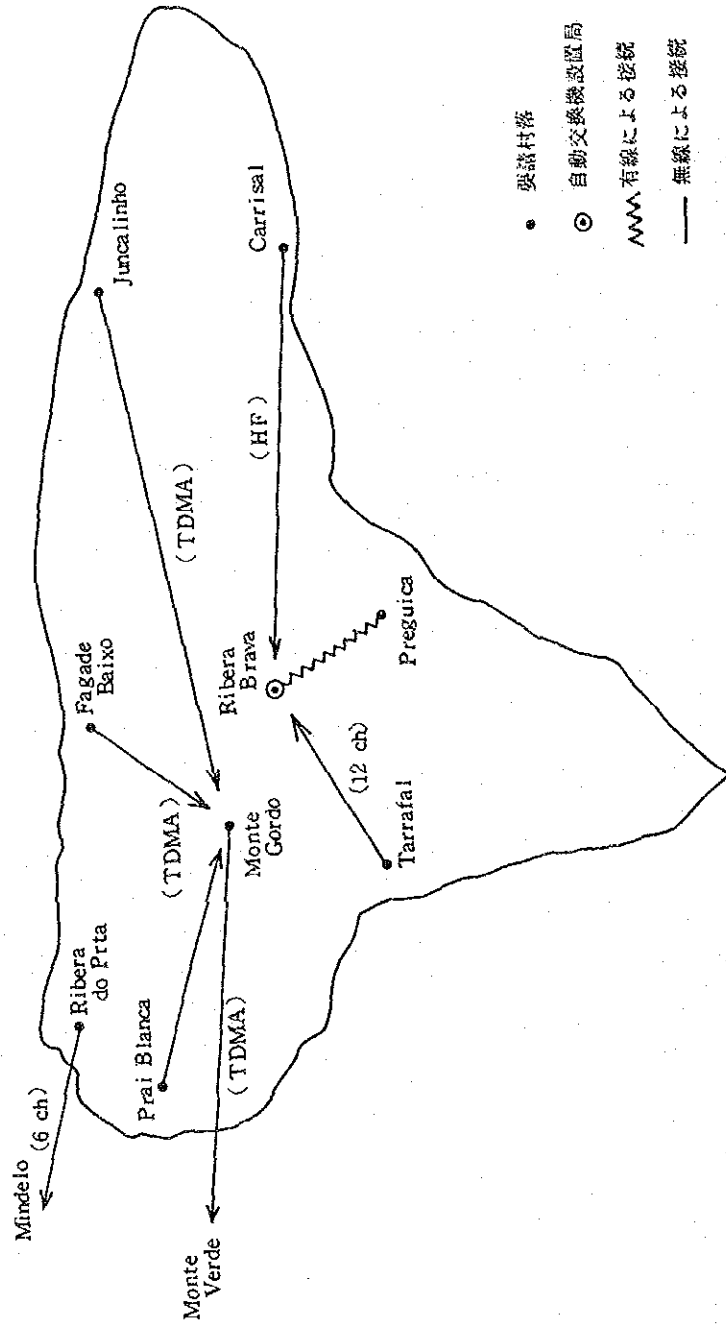 Mindelo
(6 ch)
Ribera
do Prta
Prai Blanca
Monte
Verde
(TDMA)
(TDMA)
Monte
Gordo
Fagade
Baixo
(TDMA)
Juncalinho
Ribera
Brava
(HF)
Carrisal
(12 ch)
Tarrafal
Preguica
要請村落
自動交換機設置局
有線による接続
無線による接続